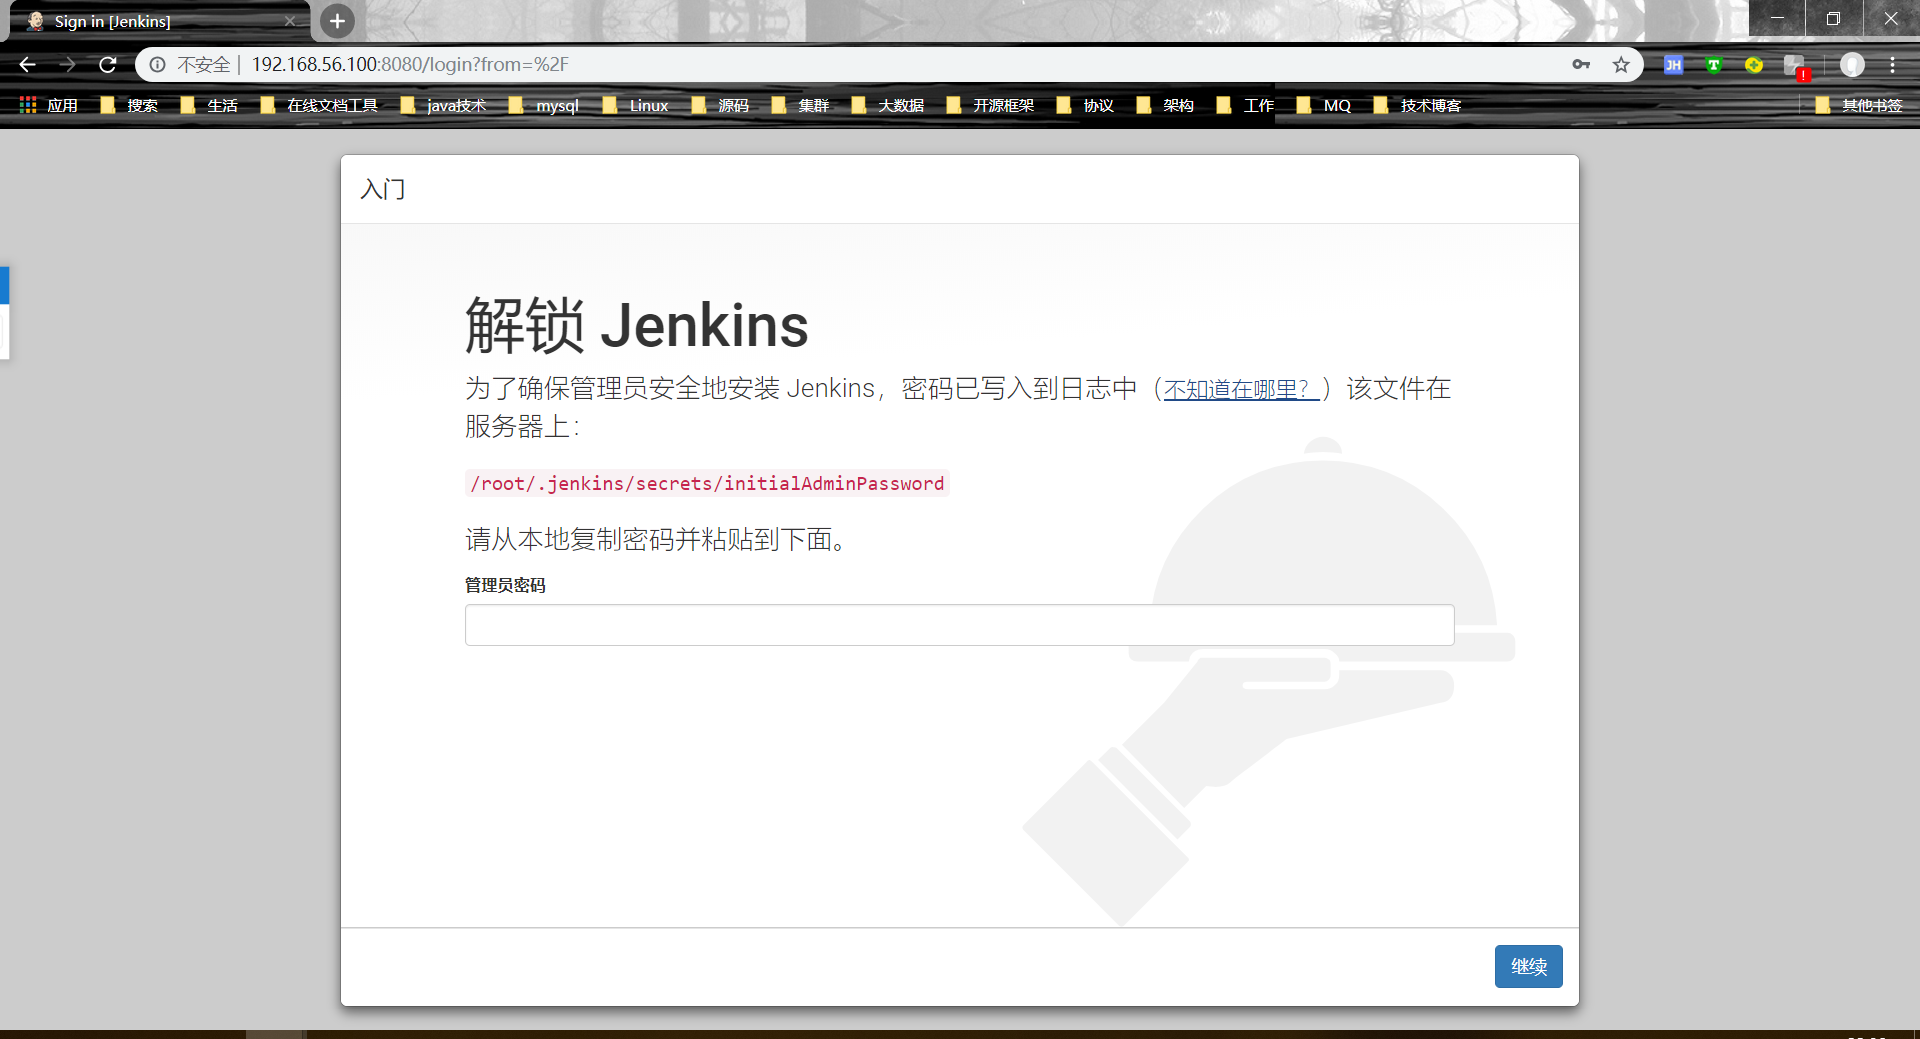 Sign in [Jenkins]
不安全 | 192.168.56.100:8080/login?from=%2F
JH
T
!
应用 搜索 生活 在线文档工具 java技术 mysql Linux 源码 集群 大数据 开源框架 协议 架构 工作 MQ 技术博客 其他书签
入门
解锁 Jenkins
为了确保管理员安全地安装 Jenkins，密码已写入到日志中（不知道在哪里？）该文件在
服务器上：
/root/.jenkins/secrets/initialAdminPassword
请从本地复制密码并粘贴到下面。
管理员密码
继续